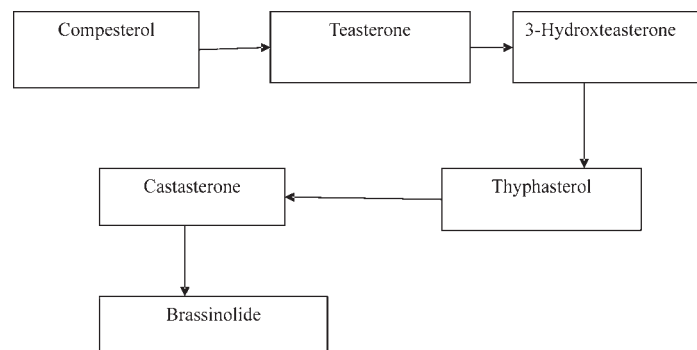 Compesterol
Teasterone
3-Hydroxteasterone
Thyphasterol
Castasterone
Brassinolide